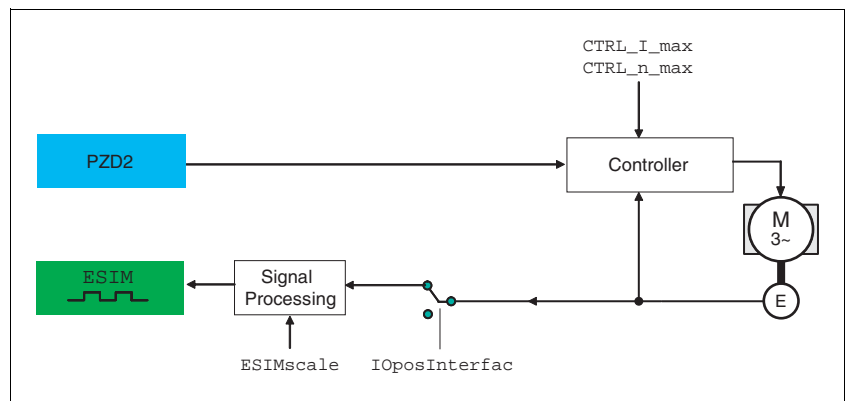 CTRL_I_max
CTRL_n_max
PZD2
Controller
M
3~
ESIM
Signal
Processing
E
ESIMscale
IOposInterfac